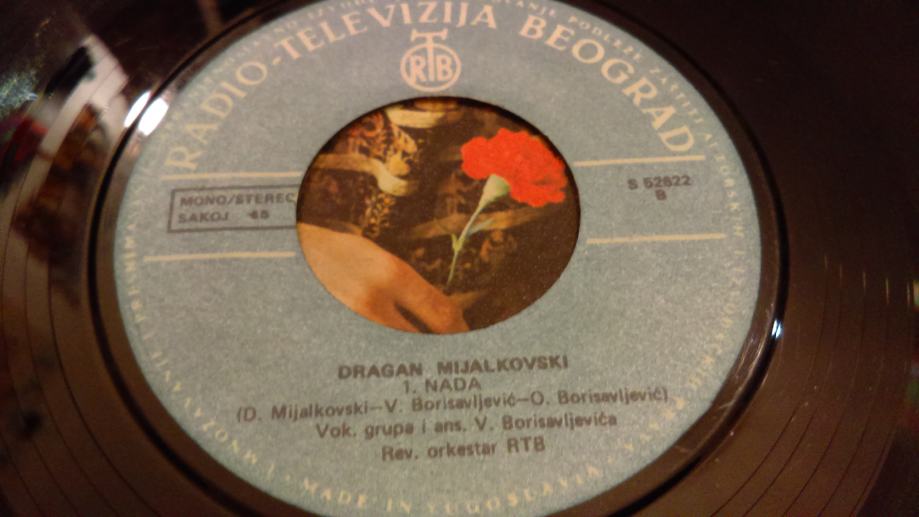 RADIO-TELEVIZIJA BEOGRAD
RTB
MONO/STEREO
SAKOJ 45
S 52822
B
DRAGAN MIJALKOVSKI
1. NADA
(D. Mijalkovski—V. Borisavljević—O. Borisavljević)
Vok. grupa i ans. V. Borisavljevića
Rev. orkestar RTB
MADE IN YUGOSLAVIA